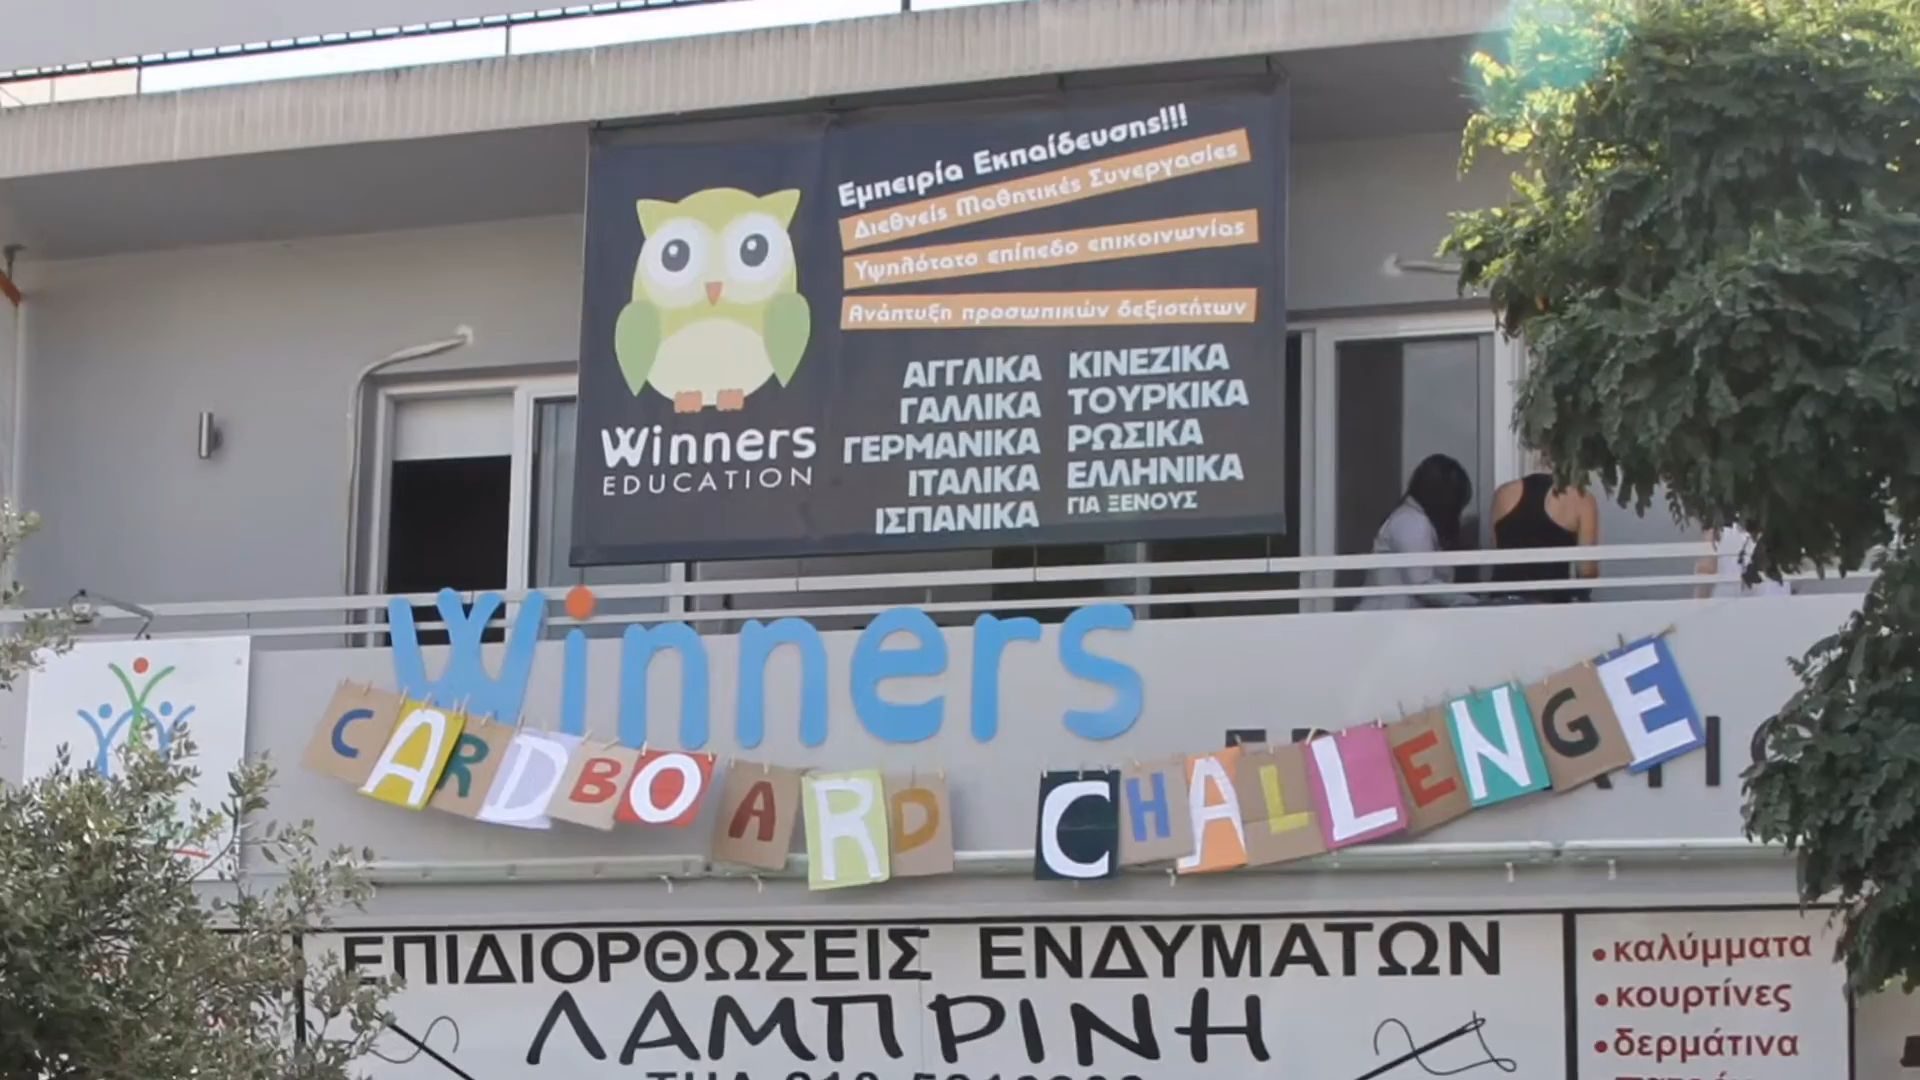 Εμπειρία Εκπαίδευσης!!!
Διεθνείς Μαθητικές Συνεργασίες
Υψηλότατο επίπεδο επικοινωνίας
Ανάπτυξη προσωπικών δεξιοτήτων
Winners
EDUCATION
ΑΓΓΛΙΚΑ
ΓΑΛΛΙΚΑ
ΓΕΡΜΑΝΙΚΑ
ΙΤΑΛΙΚΑ
ΙΣΠΑΝΙΚΑ
ΚΙΝΕΖΙΚΑ
ΤΟΥΡΚΙΚΑ
ΡΩΣΙΚΑ
ΕΛΛΗΝΙΚΑ
ΓΙΑ ΞΕΝΟΥΣ
Winners
CARDBOARD CHALLENGE
ΕΠΙΔΙΟΡΘΩΣΕΙΣ ΕΝΔΥΜΑΤΩΝ
ΛΑΜΠΡΙΝΗ
• καλύμματα
• κουρτίνες
• δερμάτινα